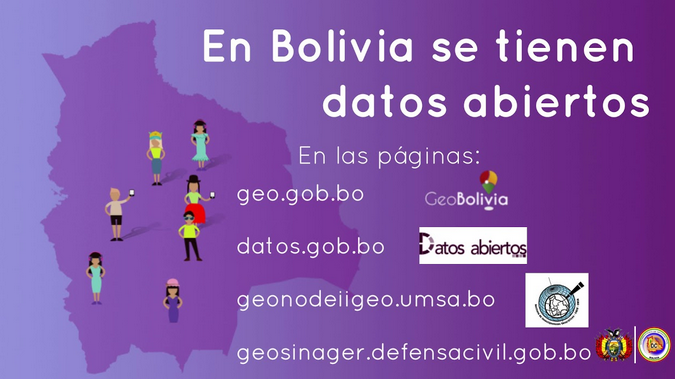 En Bolivia se tienen
datos abiertos
En las páginas:
geo.gob.bo
GeoBolivia
datos.gob.bo
Datos abiertos
geonodeiigeo.umsa.bo
geosinager.defensacivil.gob.bo